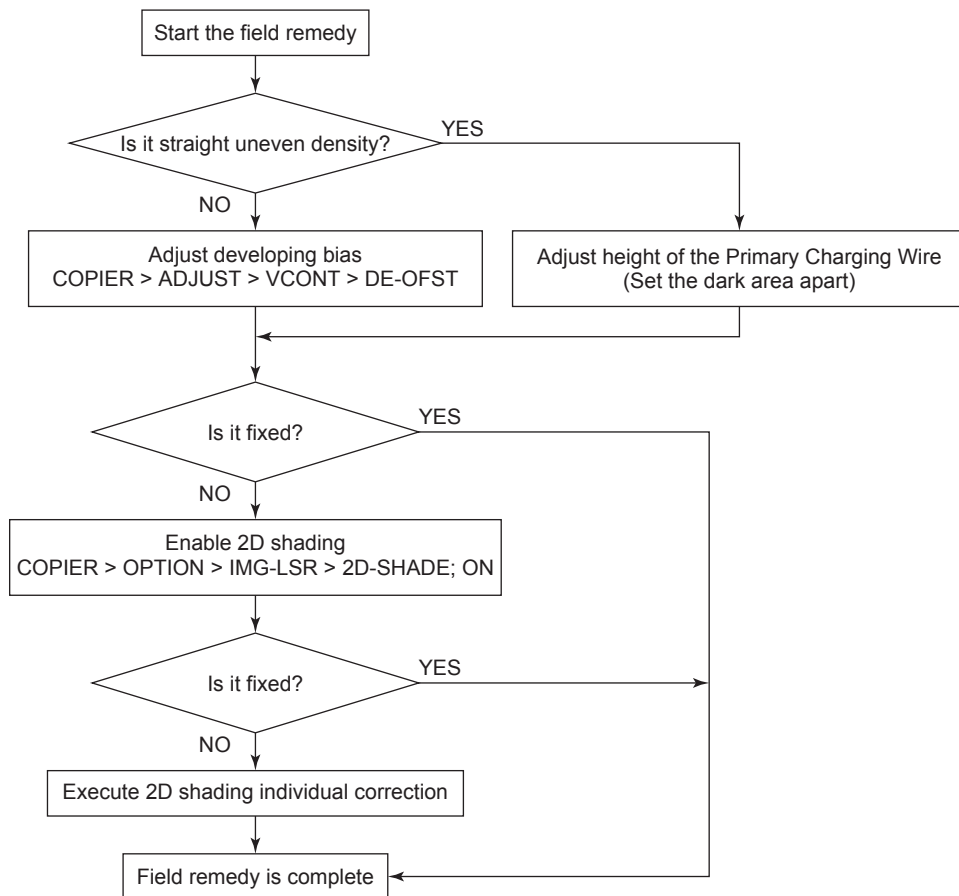 Start the field remedy
Is it straight uneven density?
YES
NO
Adjust developing bias
COPIER > ADJUST > VCONT > DE-OFST
Adjust height of the Primary Charging Wire
(Set the dark area apart)
Is it fixed?
YES
NO
Enable 2D shading
COPIER > OPTION > IMG-LSR > 2D-SHADE; ON
Is it fixed?
YES
NO
Execute 2D shading individual correction
Field remedy is complete